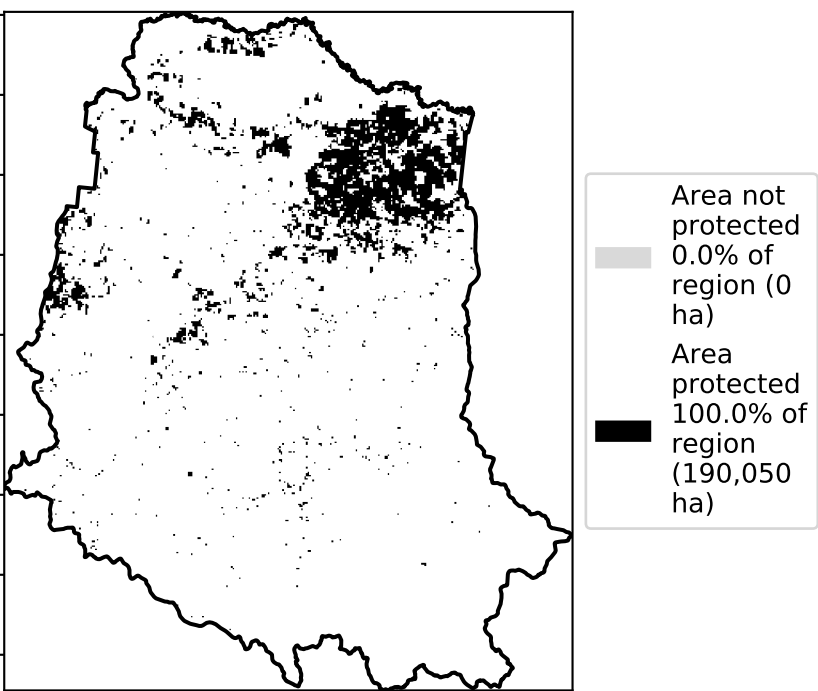 Area not
protected
0.0% of
region (0
ha)
Area
protected
100.0% of
region
(190,050
ha)